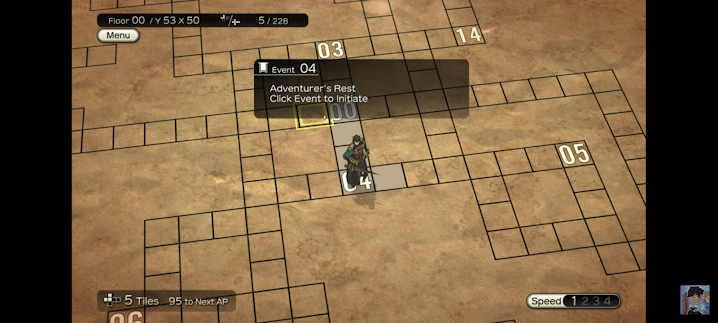 Floor 00 / Y 53 X 50
5 / 228
Menu
03
14
Event 04
Adventurer's Rest
Click Event to Initiate
00
05
04
5 Tiles 95 to Next AP
Speed 1 2 3 4
06